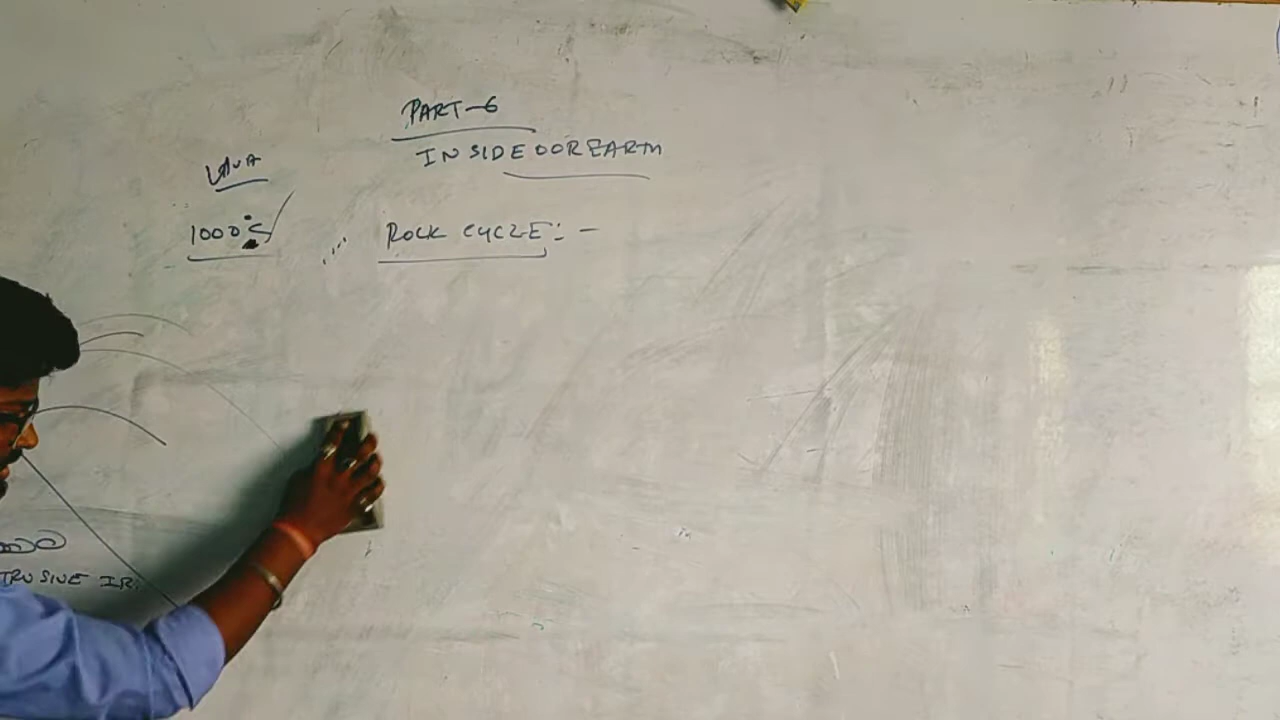 PART-6
INSIDE OOR EARTH
LAVA
1000°C
ROCK CYCLE:-
TRUSIVE I.R.